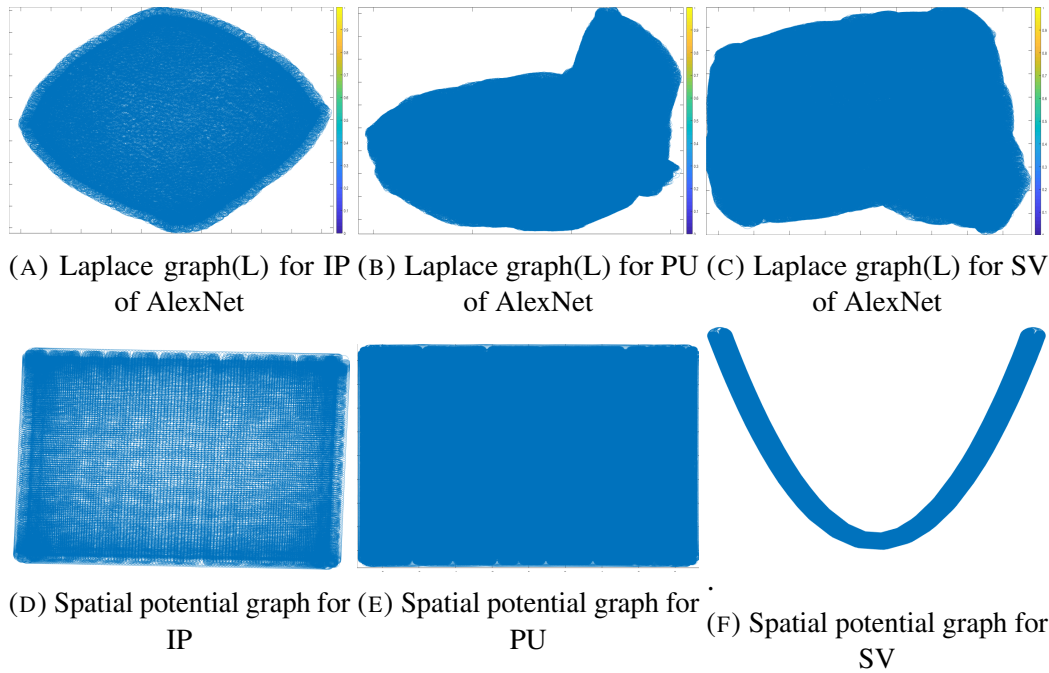 (A) Laplace graph(L) for IP
of AlexNet
(B) Laplace graph(L) for PU
of AlexNet
(C) Laplace graph(L) for SV
of AlexNet
(D) Spatial potential graph for
IP
(E) Spatial potential graph for
PU
.
(F) Spatial potential graph for
SV